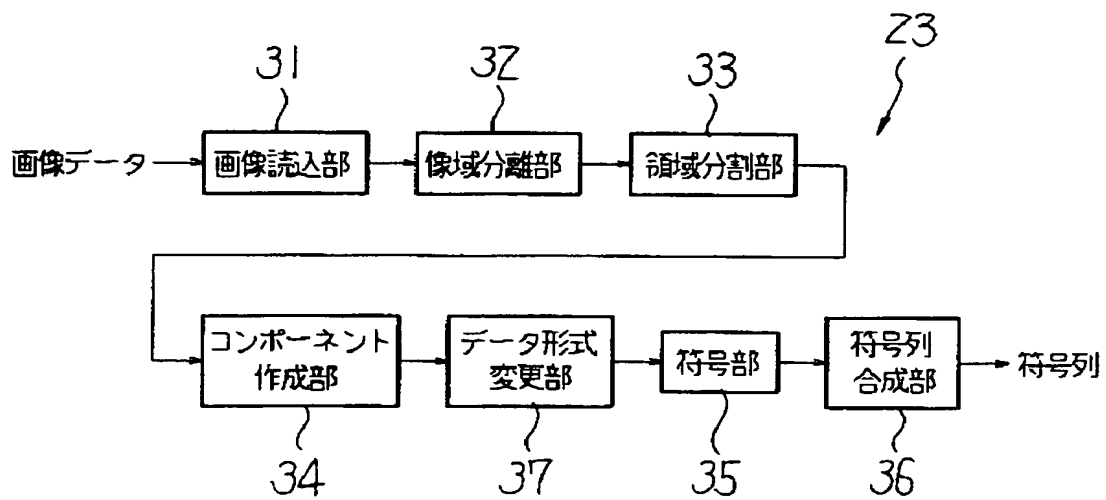 23
31
32
33
画像データ
画像読込部
像域分離部
領域分割部
コンポーネント
作成部
データ形式
変更部
符号部
符号列
合成部
符号列
34
37
35
36